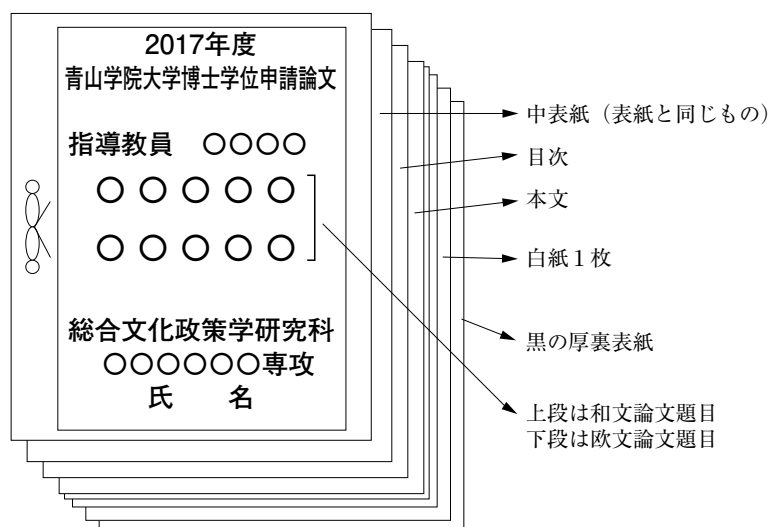 2017年度
青山学院大学博士学位申請論文
指導教員 ○○○○
○○○○○
○○○○○
総合文化政策学研究科
○○○○○○専攻
氏 名
中表紙（表紙と同じもの）
目次
本文
白紙１枚
黒の厚裏表紙
上段は和文論文題目
下段は欧文論文題目